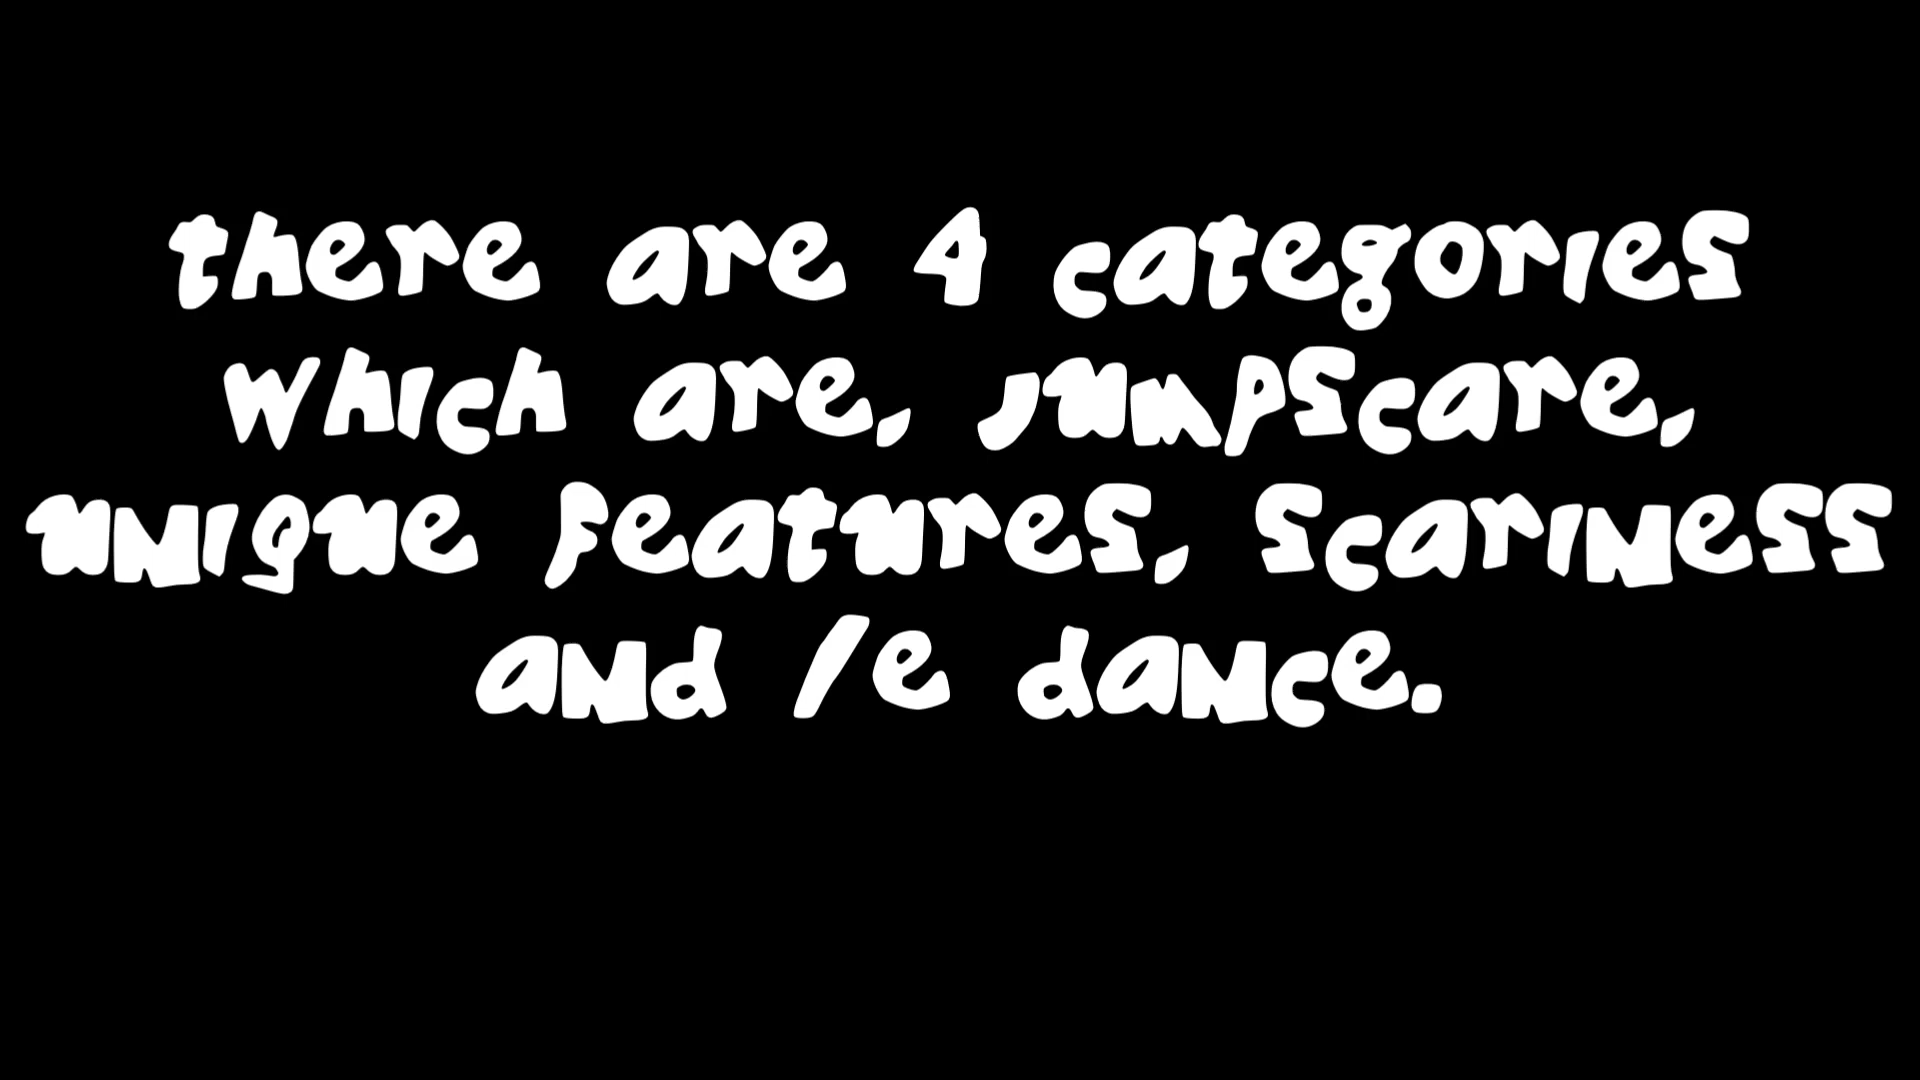 there are 4 categories
which are, jumpscare,
unique features, scariness
and /e dance.